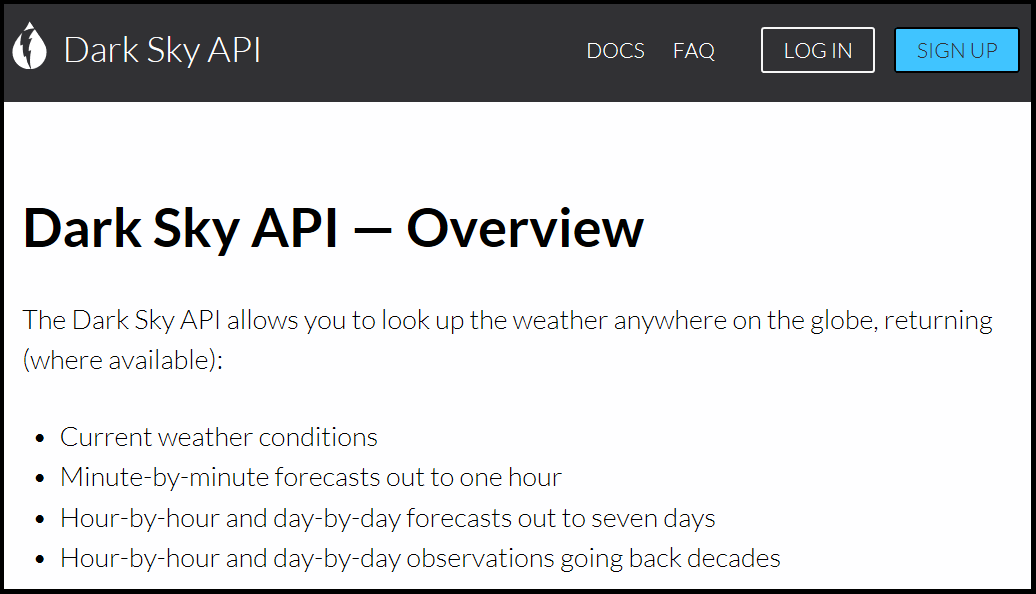 Dark Sky API
DOCS FAQ LOG IN SIGN UP
Dark Sky API — Overview
The Dark Sky API allows you to look up the weather anywhere on the globe, returning
(where available):
• Current weather conditions
• Minute-by-minute forecasts out to one hour
• Hour-by-hour and day-by-day forecasts out to seven days
• Hour-by-hour and day-by-day observations going back decades